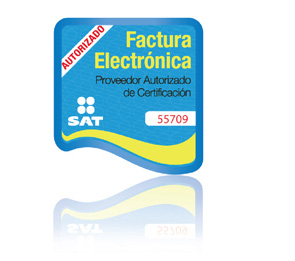 AUTORIZADO
Factura
Electrónica
Proveedor Autorizado
de Certificación
SAT
55709